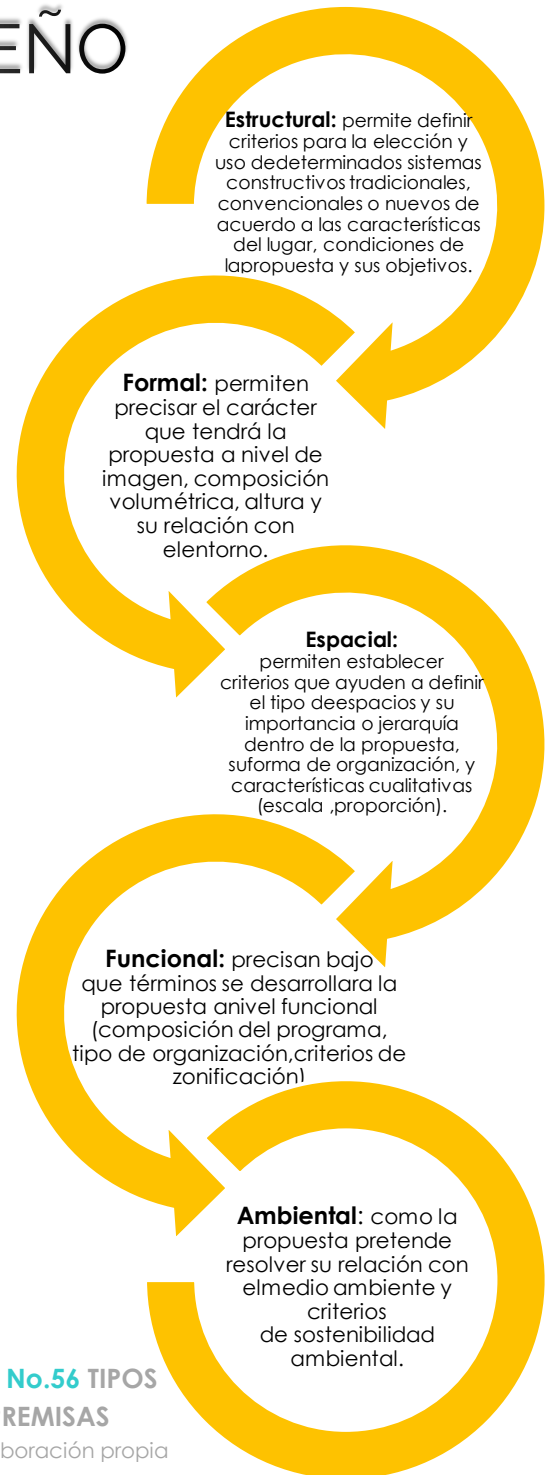 EÑO
Estructural: permite definir
criterios para la elección y
uso dedeterminados sistemas
constructivos tradicionales,
convencionales o nuevos de
acuerdo a las características
del lugar, condiciones de
lapropuesta y sus objetivos.
Formal: permiten
precisar el carácter
que tendrá la
propuesta a nivel de
imagen, composición
volumétrica, altura y
su relación con
elentorno.
Espacial:
permiten establecer
criterios que ayuden a definir
el tipo deespacios y su
importancia o jerarquía
dentro de la propuesta,
suforma de organización, y
características cualitativas
(escala ,proporción).
Funcional: precisan bajo
que términos se desarrollara la
propuesta anivel funcional
(composición del programa,
tipo de organización,criterios de
zonificación)
Ambiental: como la
propuesta pretende
resolver su relación con
elmedio ambiente y
criterios
de sostenibilidad
ambiental.
No.56 TIPOS
REMISAS
boración propia